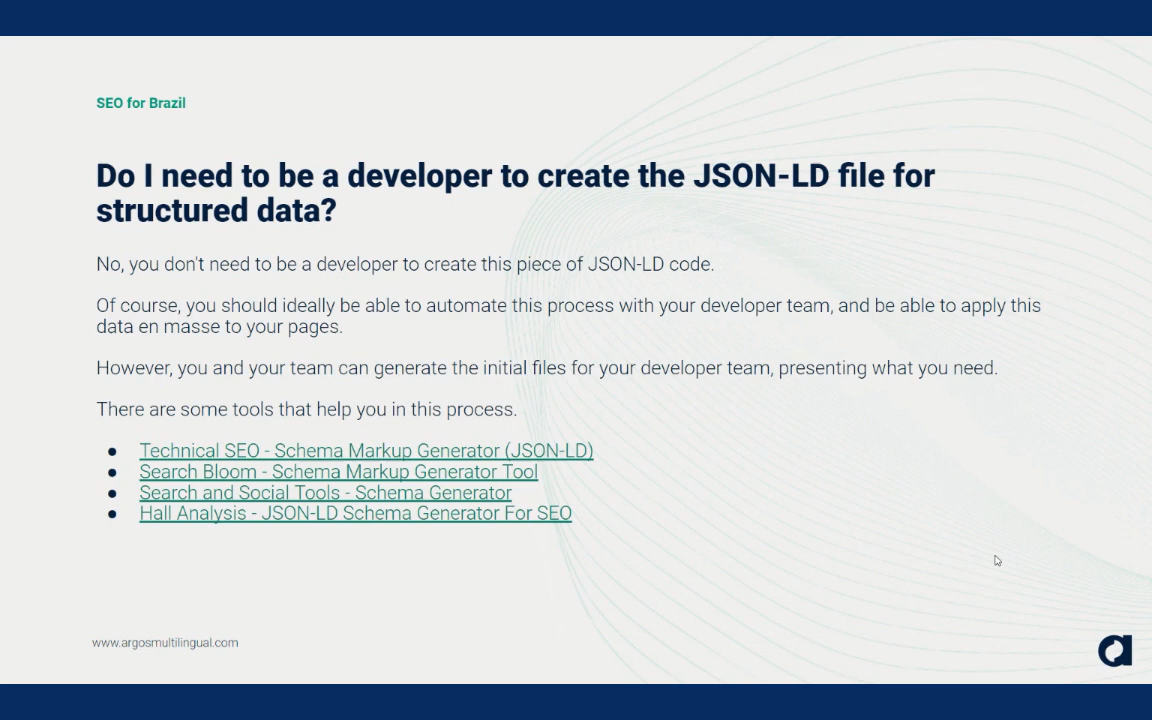 SEO for Brazil
Do I need to be a developer to create the JSON-LD file for
structured data?
No, you don't need to be a developer to create this piece of JSON-LD code.
Of course, you should ideally be able to automate this process with your developer team, and be able to apply this
data en masse to your pages.
However, you and your team can generate the initial files for your developer team, presenting what you need.
There are some tools that help you in this process.
● Technical SEO - Schema Markup Generator (JSON-LD)
● Search Bloom - Schema Markup Generator Tool
● Search and Social Tools - Schema Generator
● Hall Analysis - JSON-LD Schema Generator For SEO
www.argosmultilingual.com